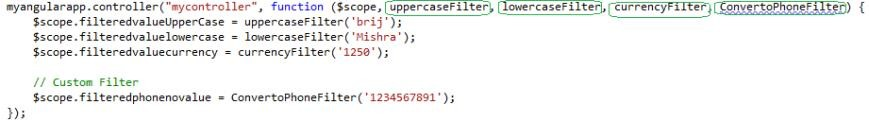 myangularapp.controller("mycontroller", function ($scope, uppercaseFilter, lowercaseFilter, currencyFilter, ConvertoPhoneFilter) {
$scope.filteredvalueUpperCase = uppercaseFilter('brij');
$scope.filteredvaluelowercase = lowercaseFilter('Mishra');
$scope.filteredvaluecurrency = currencyFilter('1250');
// Custom Filter
$scope.filteredphonenovalue = ConvertoPhoneFilter('1234567891');
});